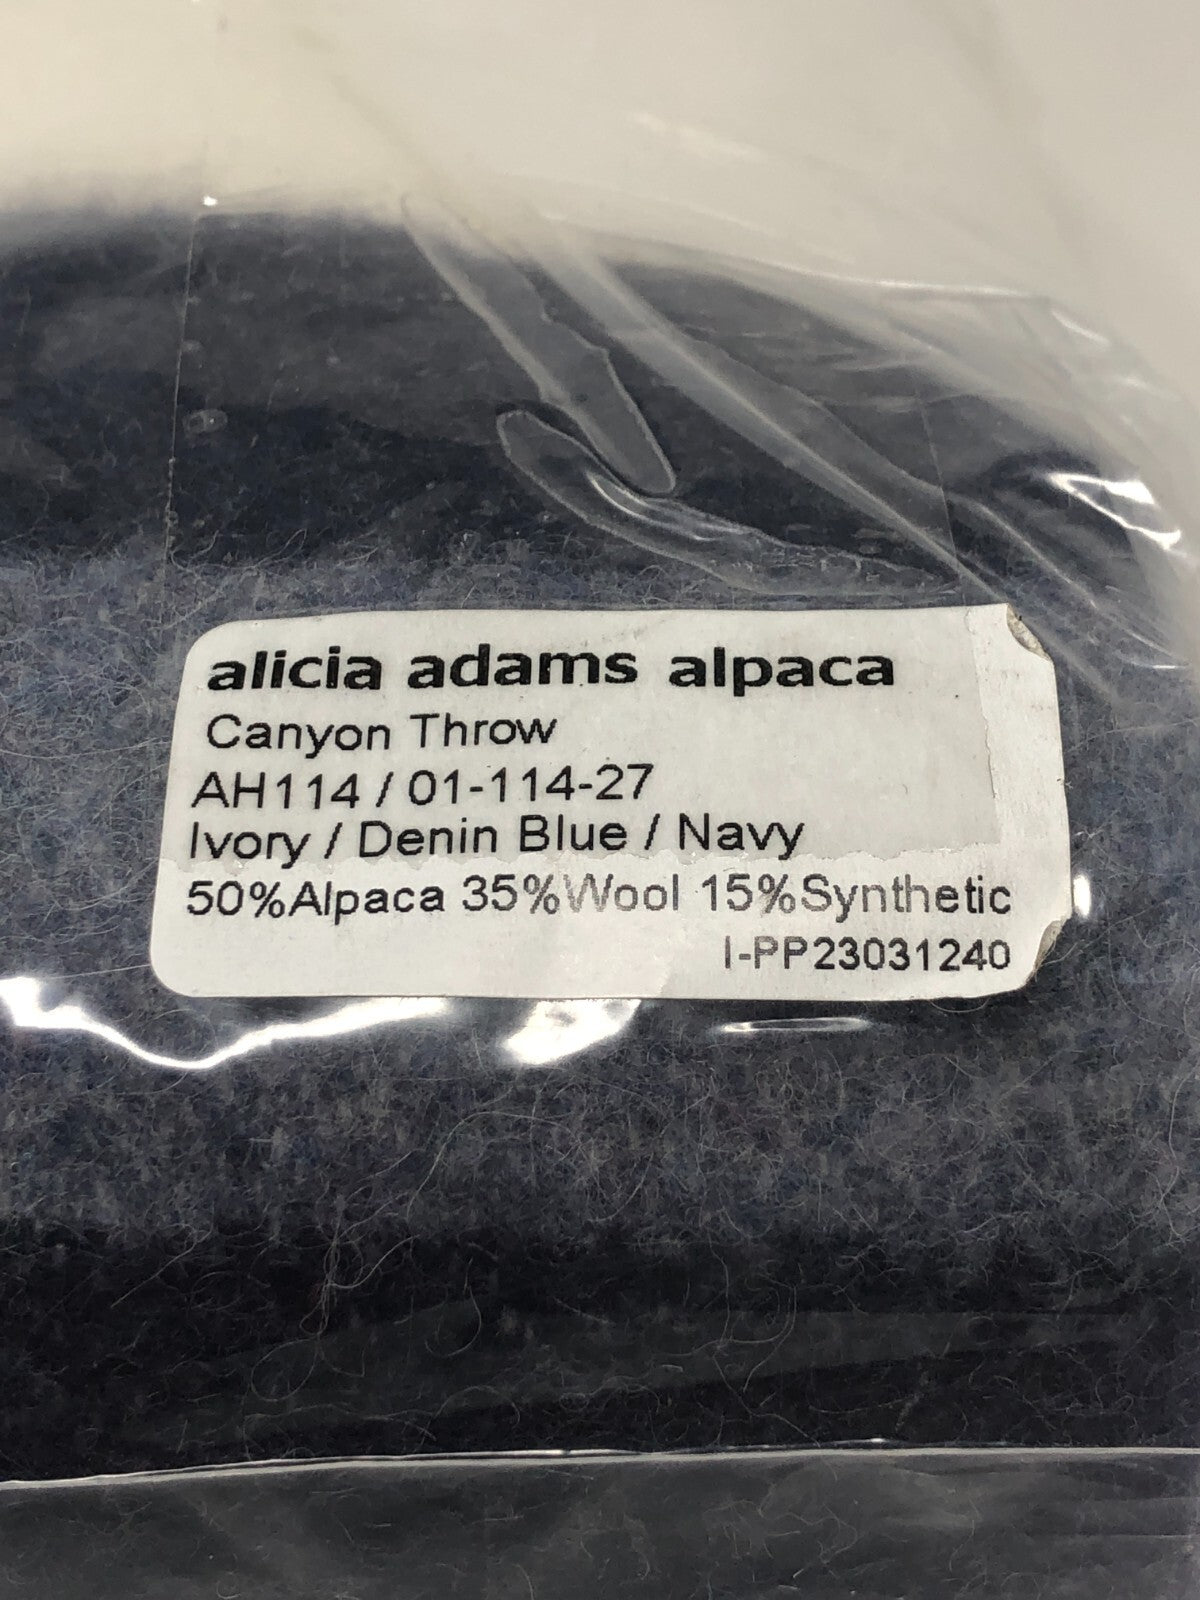 alicia adams alpaca
Canyon Throw
AH114 / 01-114-27
Ivory / Denin Blue / Navy
50%Alpaca 35%Wool 15%Synthetic
I-PP23031240